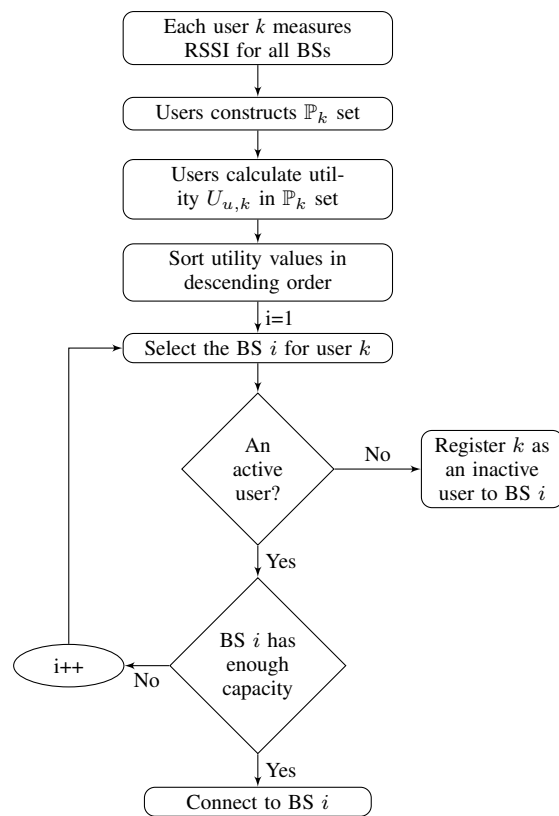 Each user k measures
RSSI for all BSs
Users constructs ℙ_k set
Users calculate util-
ity U_{u,k} in ℙ_k set
Sort utility values in
descending order
i=1
Select the BS i for user k
An
active
user?
No
Register k as
an inactive
user to BS i
Yes
BS i has
enough
capacity
No
i++
Yes
Connect to BS i